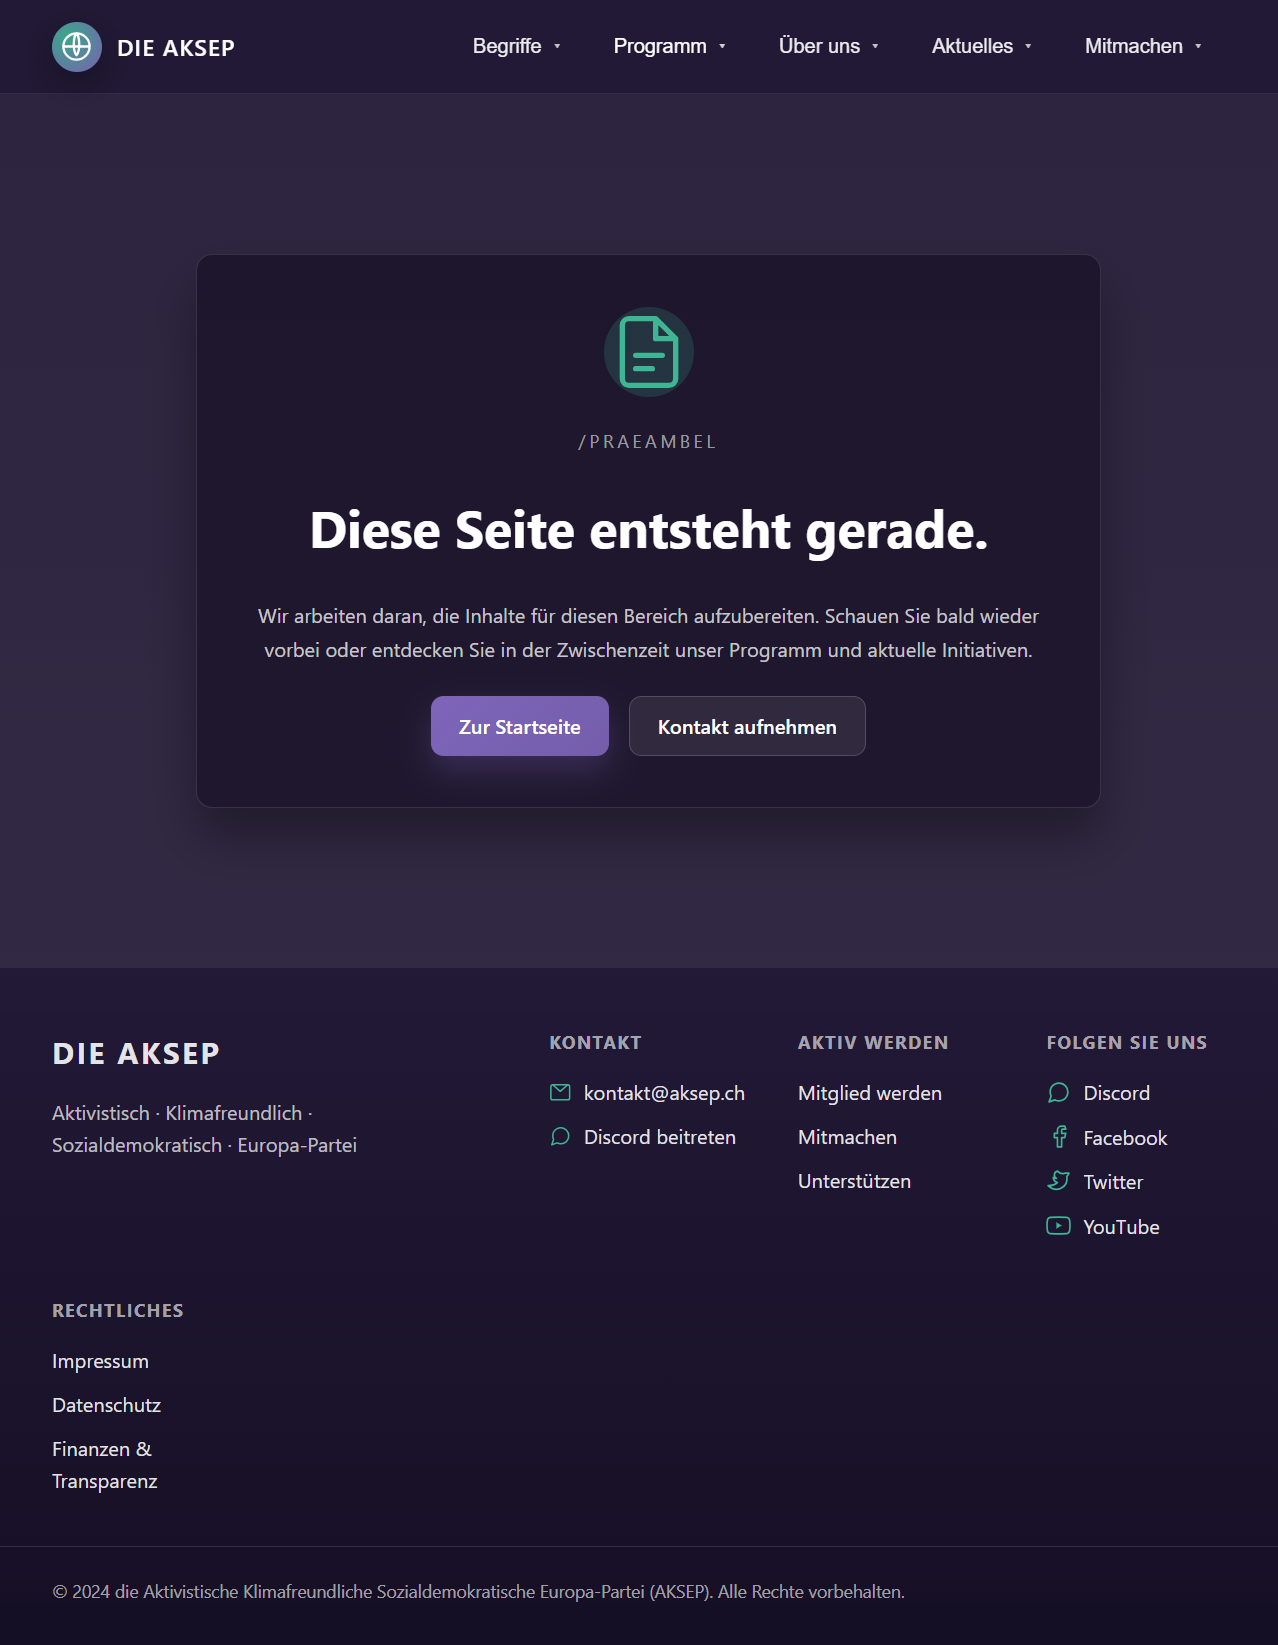 DIE AKSEP
Begriffe
Programm
Über uns
Aktuelles
Mitmachen
/PRAEAMBEL
Diese Seite entsteht gerade.
Wir arbeiten daran, die Inhalte für diesen Bereich aufzubereiten. Schauen Sie bald wieder
vorbei oder entdecken Sie in der Zwischenzeit unser Programm und aktuelle Initiativen.
Zur Startseite
Kontakt aufnehmen
DIE AKSEP
Aktivistisch · Klimafreundlich ·
Sozialdemokratisch · Europa-Partei
KONTAKT
kontakt@aksep.ch
Discord beitreten
AKTIV WERDEN
Mitglied werden
Mitmachen
Unterstützen
FOLGEN SIE UNS
Discord
Facebook
Twitter
YouTube
RECHTLICHES
Impressum
Datenschutz
Finanzen &
Transparenz
© 2024 die Aktivistische Klimafreundliche Sozialdemokratische Europa-Partei (AKSEP). Alle Rechte vorbehalten.